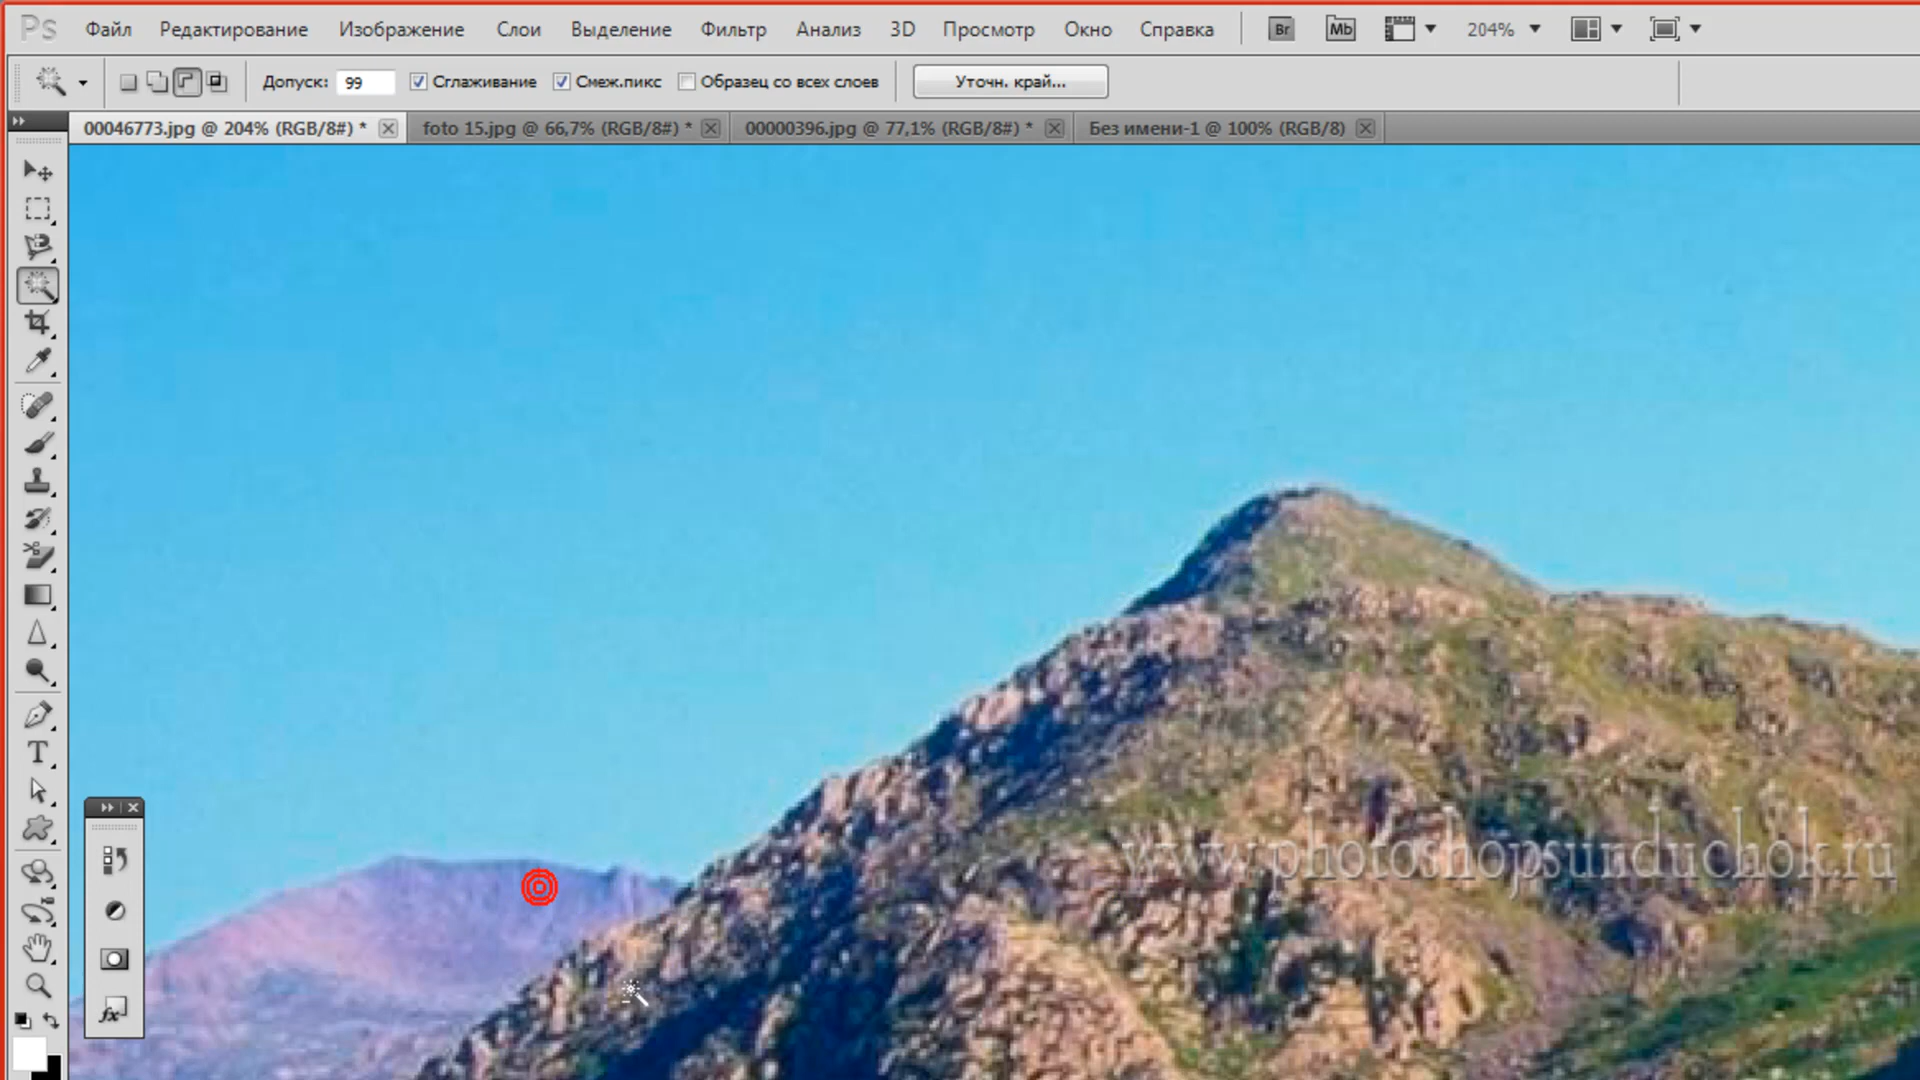 Ps Файл Редактирование Изображение Слои Выделение Фильтр Анализ 3D Просмотр Окно Справка Br Mb 204%
Допуск: 99 Сглаживание Смеж.пикс Образец со всех слоев Уточн. край...
00046773.jpg @ 204% (RGB/8#) * foto 15.jpg @ 66,7% (RGB/8#) * 00000396.jpg @ 77,1% (RGB/8#) * Без имени-1 @ 100% (RGB/8)
T
www.photoshopsunduchok.ru
fx